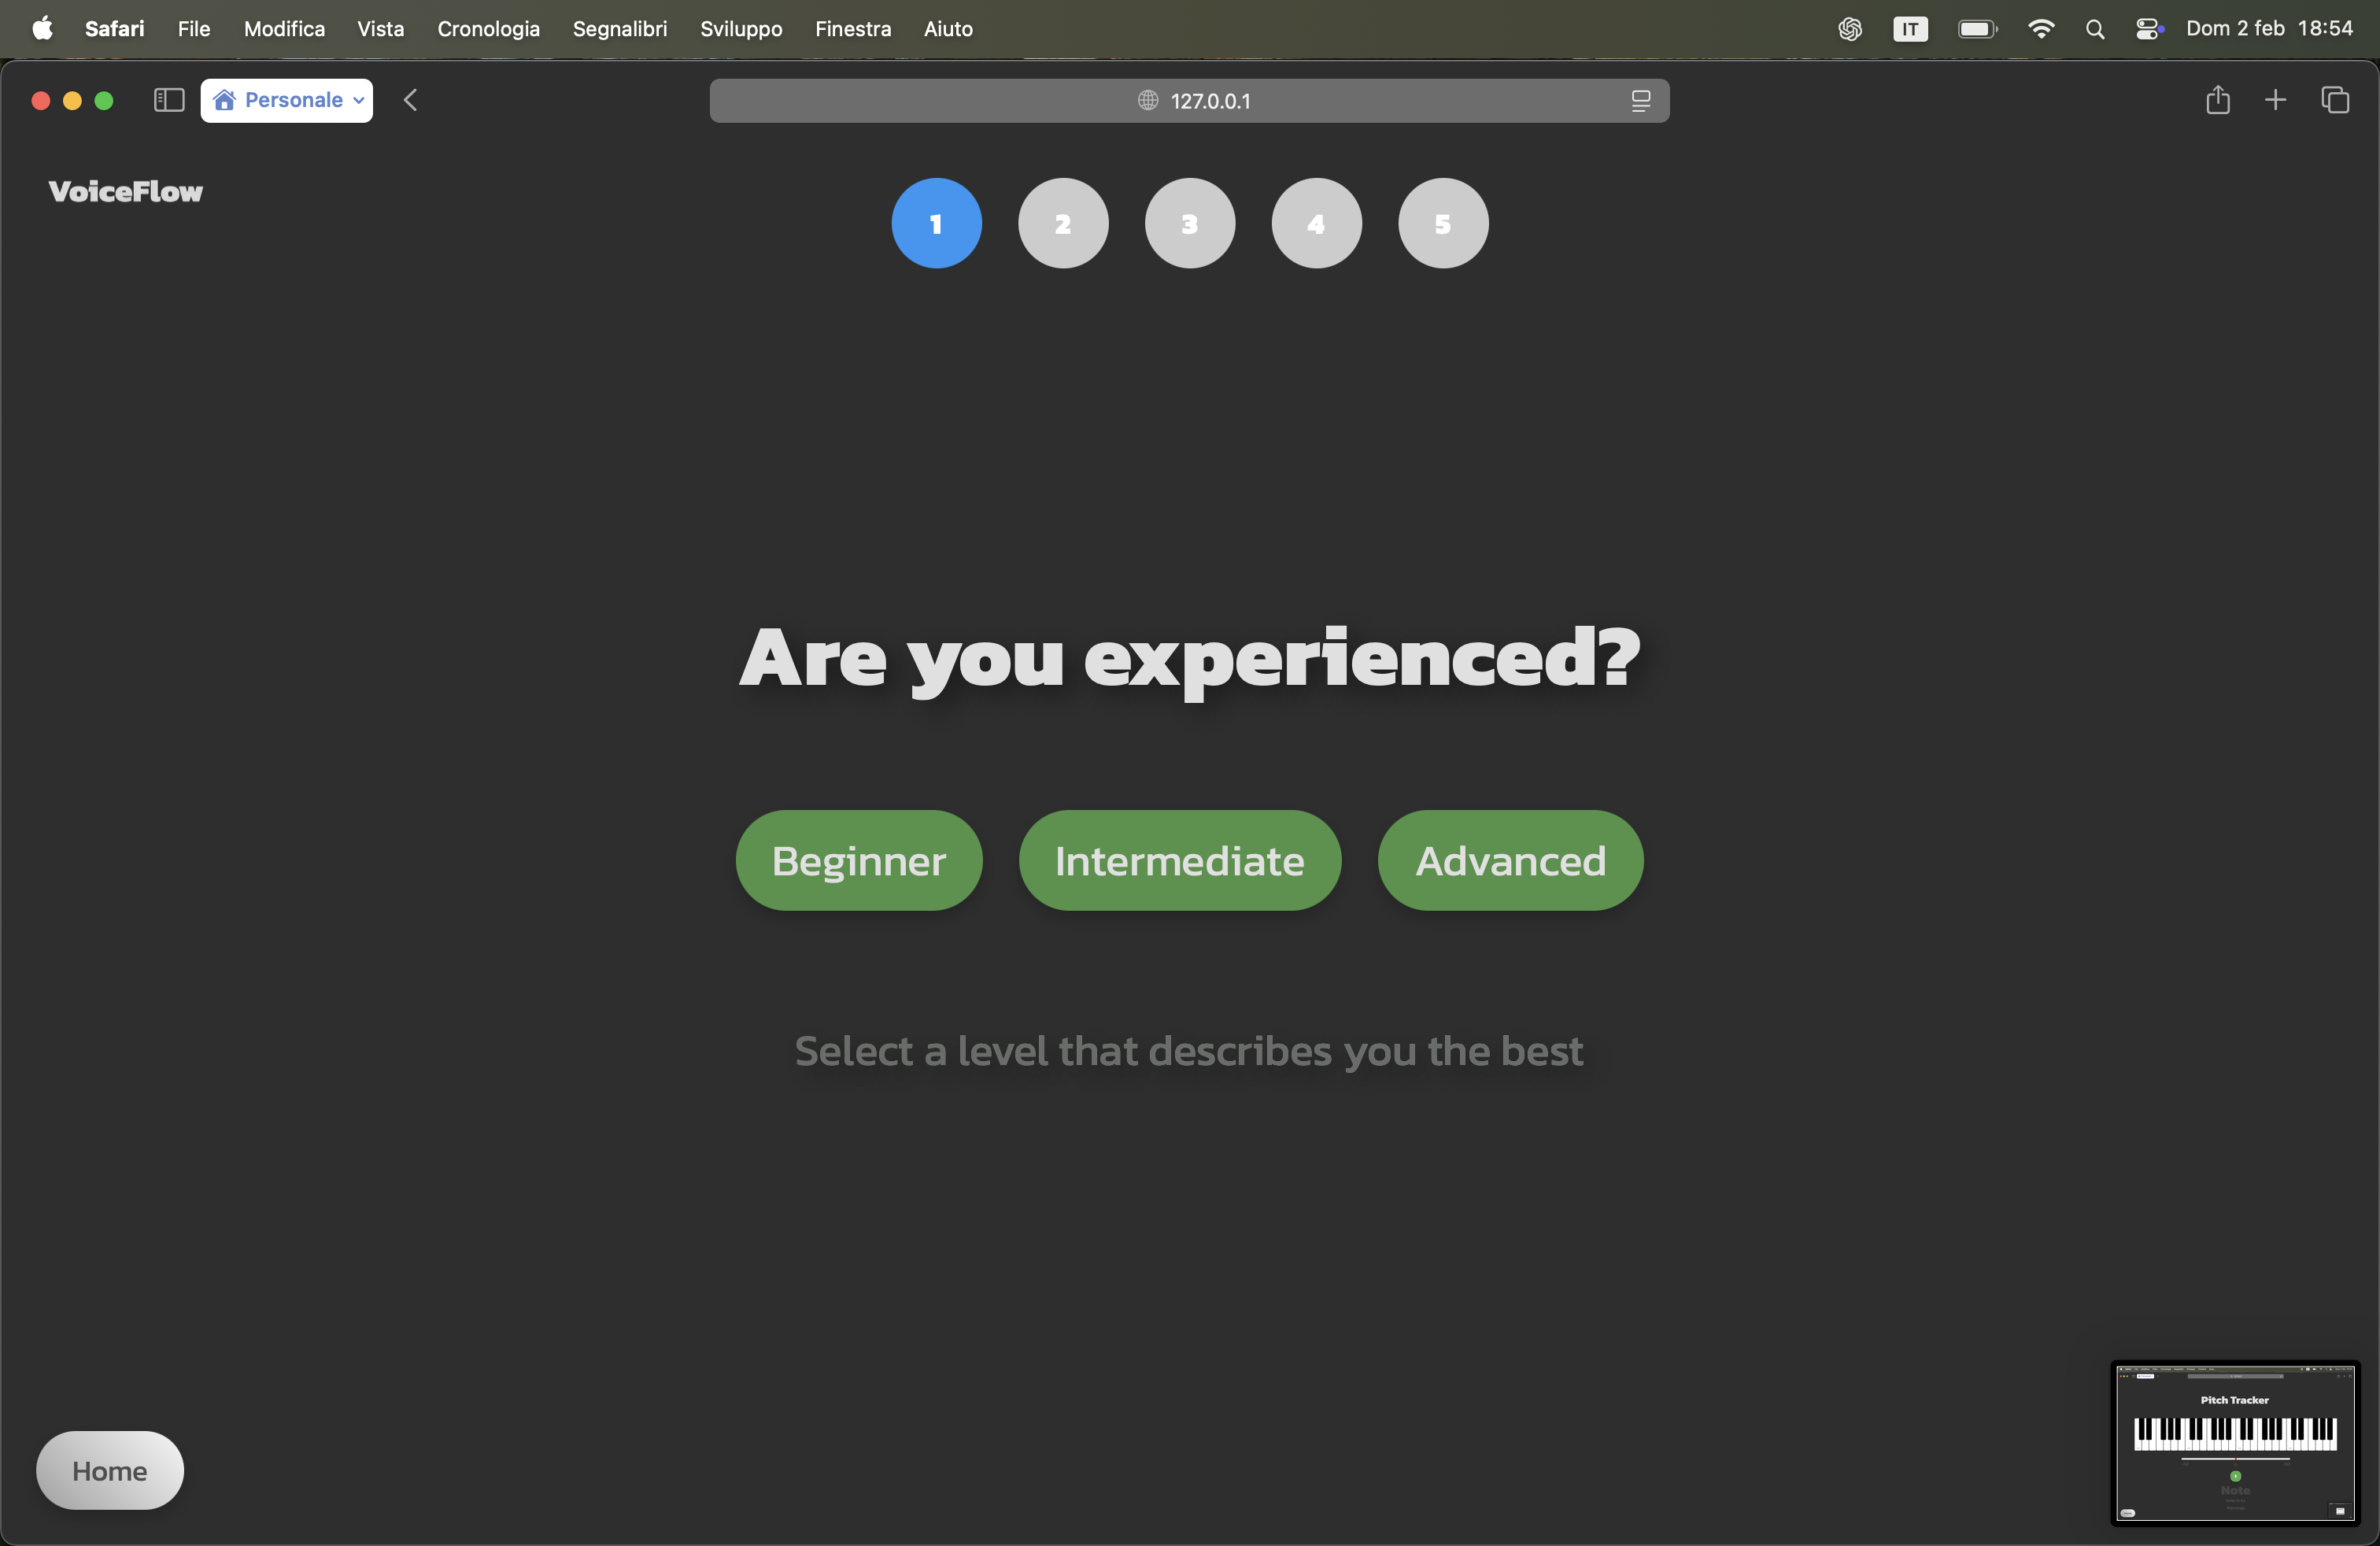 Safari File Modifica Vista Cronologia Segnalibri Sviluppo Finestra Aiuto IT Dom 2 feb 18:54
Personale 127.0.0.1
VoiceFlow
1 2 3 4 5
Are you experienced?
Beginner Intermediate Advanced
Select a level that describes you the best
Home
Pitch Tracker
Note